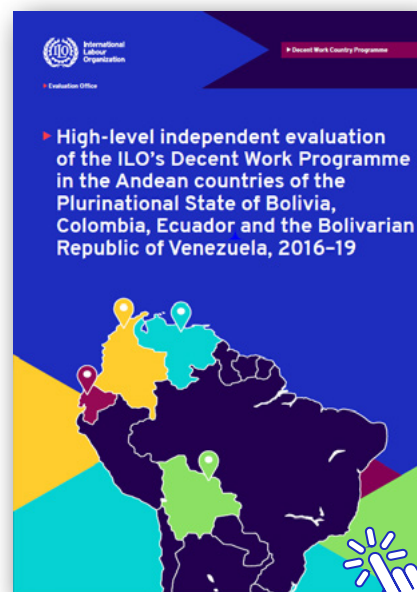 International
Labour
Organization
▶ Decent Work Country Programme
▶ Evaluation Office
▶ High-level independent evaluation
of the ILO's Decent Work Programme
in the Andean countries of the
Plurinational State of Bolivia,
Colombia, Ecuador and the Bolivarian
Republic of Venezuela, 2016–19